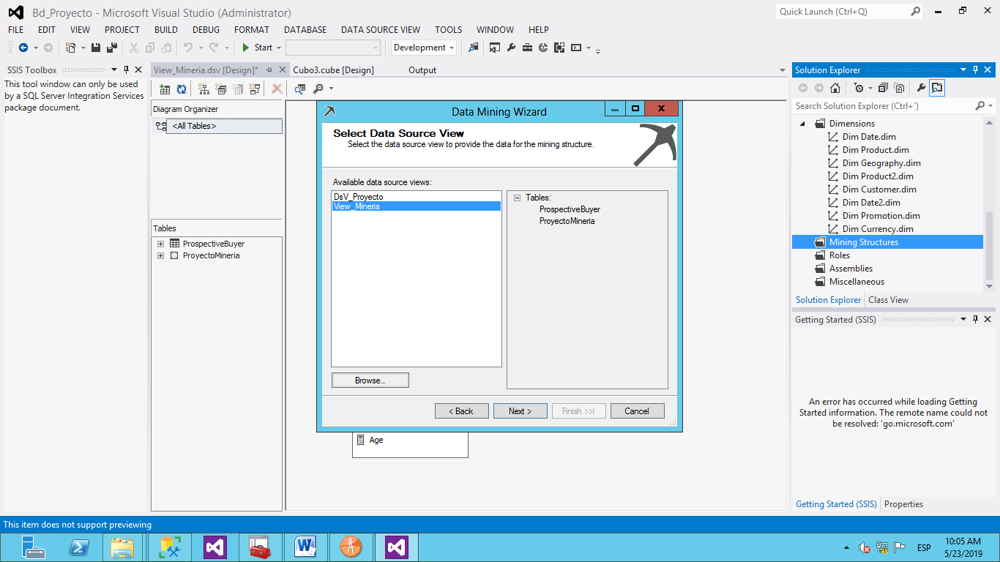 Bd_Proyecto - Microsoft Visual Studio (Administrator)
Quick Launch (Ctrl+Q)
FILE EDIT VIEW PROJECT BUILD DEBUG FORMAT DATABASE DATA SOURCE VIEW TOOLS WINDOW HELP
Start Development
SSIS Toolbox
This tool window can only be used
by a SQL Server Integration Services
package document.
View_Mineria.dsv [Design]* Cubo3.cube [Design] Output
Diagram Organizer
<All Tables>
Tables
ProspectiveBuyer
ProyectoMineria
Data Mining Wizard
Select Data Source View
Select the data source view to provide the data for the mining structure.
Available data source views:
DsV_Proyecto
View_Mineria
Tables:
ProspectiveBuyer
ProyectoMineria
Browse...
< Back Next > Finish >>| Cancel
Age
Solution Explorer
Search Solution Explorer (Ctrl+´)
Dimensions
Dim Date.dim
Dim Product.dim
Dim Geography.dim
Dim Product2.dim
Dim Customer.dim
Dim Date2.dim
Dim Promotion.dim
Dim Currency.dim
Mining Structures
Roles
Assemblies
Miscellaneous
Solution Explorer Class View
Getting Started (SSIS)
An error has occurred while loading Getting
Started information. The remote name could not
be resolved: 'go.microsoft.com'
Getting Started (SSIS) Properties
This item does not support previewing
ESP
10:05 AM
5/23/2019